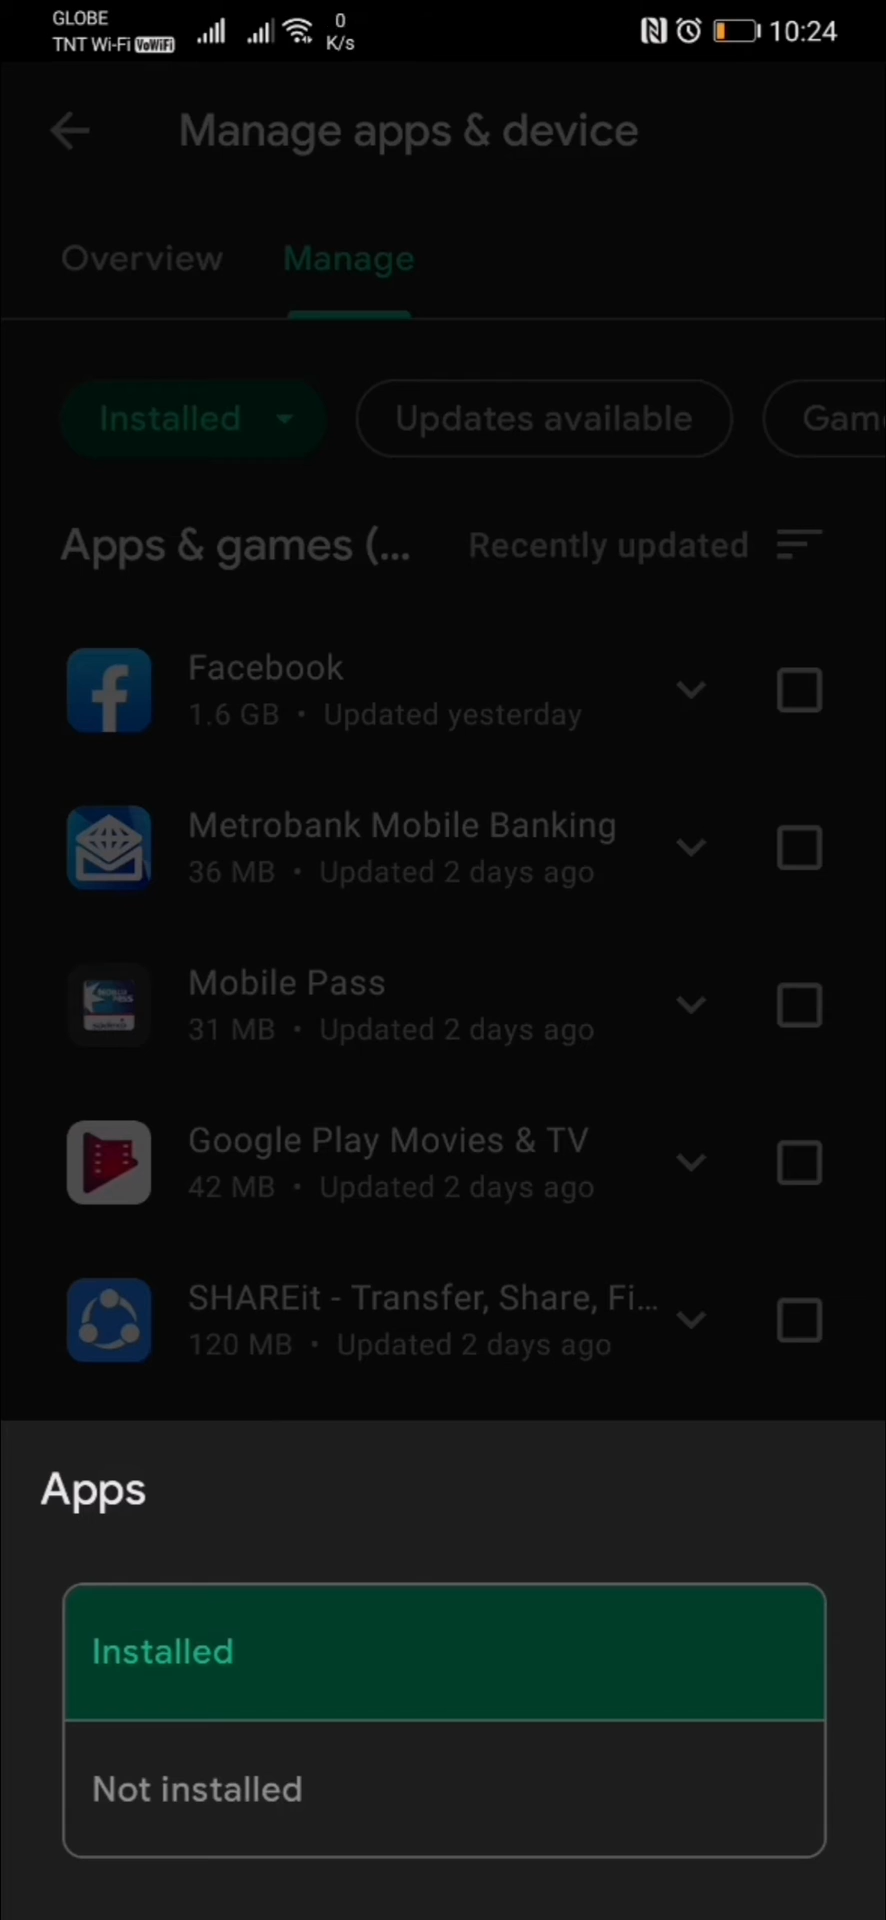 GLOBE
TNT Wi-Fi VoWiFi
0
K/s
10:24
Manage apps & device
Overview Manage
Installed Updates available Gam
Apps & games (... Recently updated
Facebook
1.6 GB • Updated yesterday
Metrobank Mobile Banking
36 MB • Updated 2 days ago
Mobile Pass
31 MB • Updated 2 days ago
Google Play Movies & TV
42 MB • Updated 2 days ago
SHAREit - Transfer, Share, Fi...
120 MB • Updated 2 days ago
Apps
Installed
Not installed